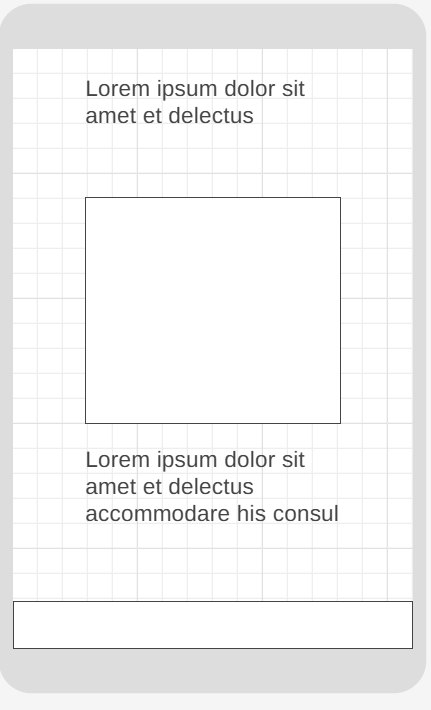 Lorem ipsum dolor sit
amet et delectus
Lorem ipsum dolor sit
amet et delectus
accommodare his consul